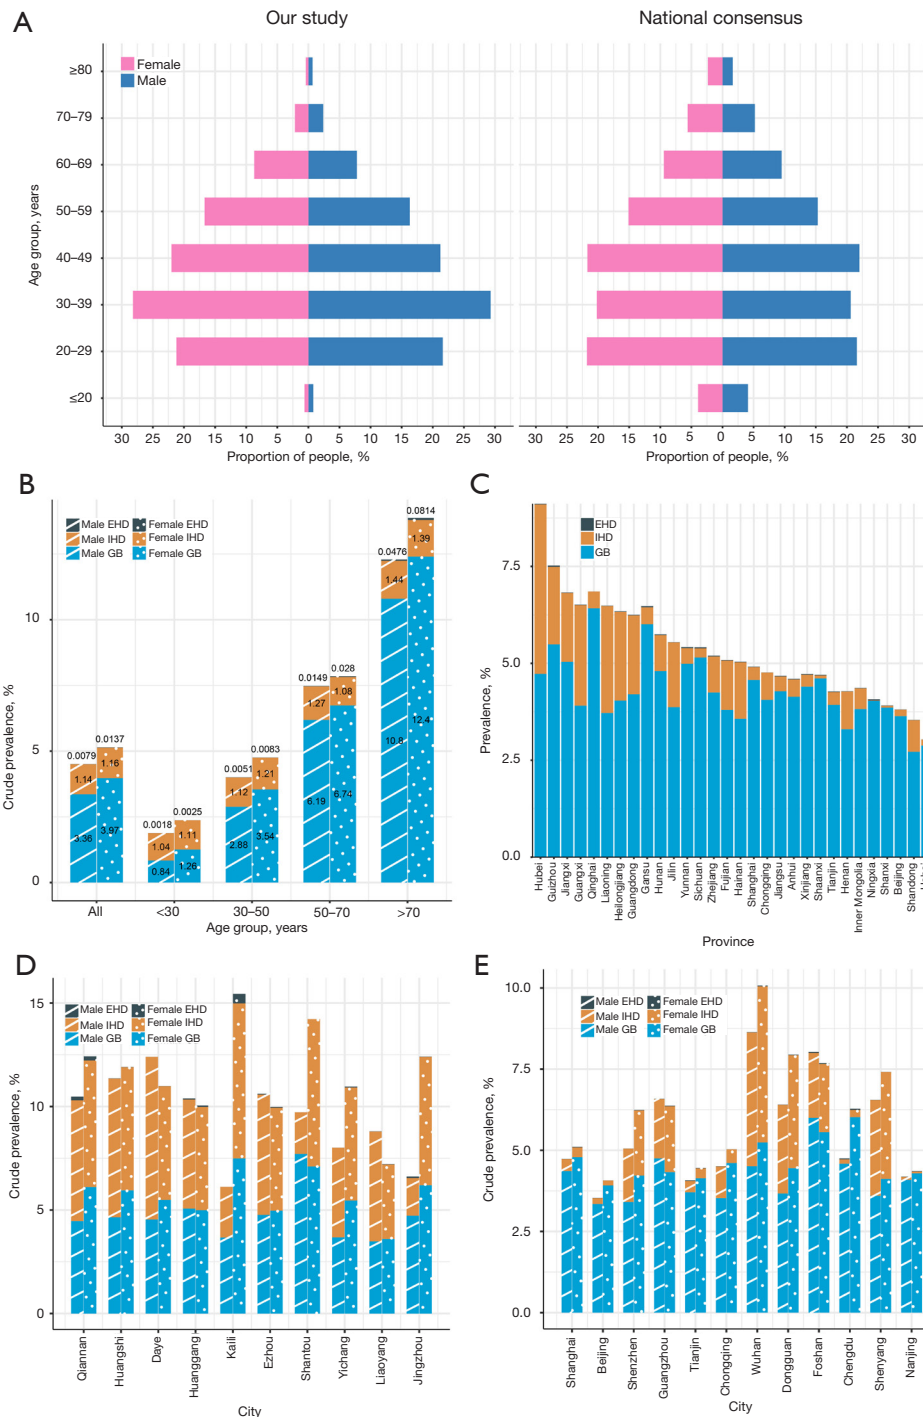 A
Our study
National consensus
Female
Male
Age group, years
≥80
70–79
60–69
50–59
40–49
30–39
20–29
≤20
30 25 20 15 10 5 0 5 10 15 20 25 30
30 25 20 15 10 5 0 5 10 15 20 25 30
Proportion of people, %
Proportion of people, %
B
Male EHD
Female EHD
Male IHD
Female IHD
Male GB
Female GB
Crude prevalence, %
10
5
0
0.0079
1.14
3.36
0.0137
1.16
3.97
0.0018
1.04
0.84
0.0025
1.11
1.26
0.0051
1.12
2.88
0.0083
1.21
3.54
0.0149
1.27
6.19
0.028
1.08
6.74
0.0476
1.44
10.8
0.0814
1.39
12.4
All
<30
30–50
50–70
>70
Age group, years
C
EHD
IHD
GB
Prevalence, %
7.5
5.0
2.5
0.0
Hubei
Guizhou
Jiangxi
Guangxi
Qinghai
Liaoning
Heilongjiang
Guangdong
Gansu
Hunan
Jilin
Yunnan
Sichuan
Zhejiang
Fujian
Hainan
Shanghai
Chongqing
Jiangsu
Anhui
Xinjiang
Shaanxi
Tianjin
Henan
Inner Mongolia
Ningxia
Shanxi
Beijing
Shandong
Province
D
Male EHD
Female EHD
Male IHD
Female IHD
Male GB
Female GB
Crude prevalence, %
15
10
5
0
Qiannan
Huangshi
Daye
Huanggang
Kaili
Ezhou
Shantou
Yichang
Liaoyang
Jingzhou
City
E
Male EHD
Female EHD
Male IHD
Female IHD
Male GB
Female GB
Crude prevalence, %
10.0
7.5
5.0
2.5
0.0
Shanghai
Beijing
Shenzhen
Guangzhou
Tianjin
Chongqing
Wuhan
Dongguan
Foshan
Chengdu
Shenyang
Nanjing
City